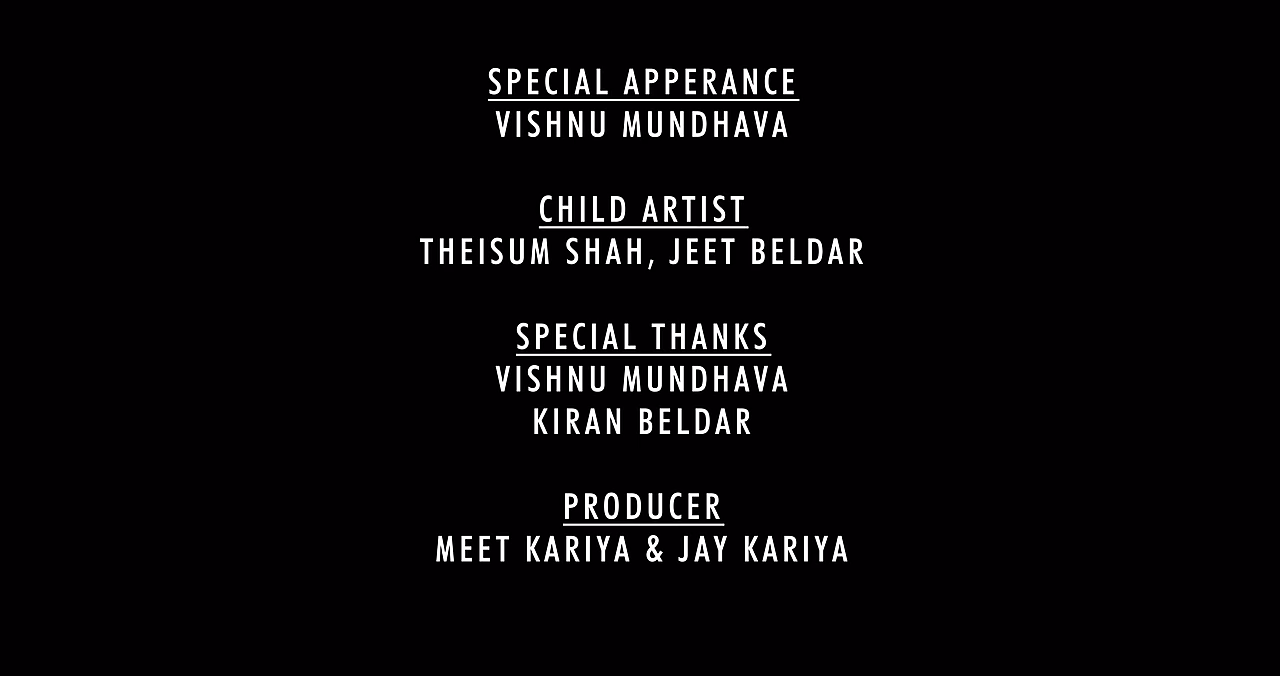 SPECIAL APPERANCE
VISHNU MUNDHAVA
CHILD ARTIST
THEISUM SHAH, JEET BELDAR
SPECIAL THANKS
VISHNU MUNDHAVA
KIRAN BELDAR
PRODUCER
MEET KARIYA & JAY KARIYA